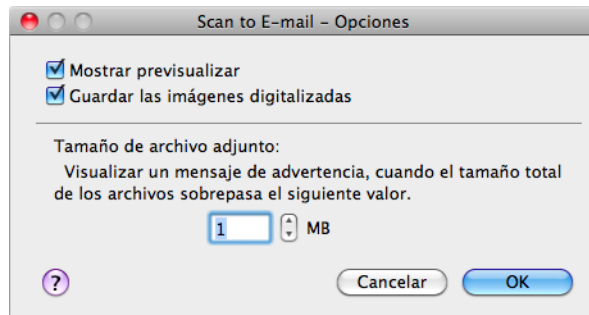 Scan to E-mail – Opciones
Mostrar previsualizar
Guardar las imágenes digitalizadas
Tamaño de archivo adjunto:
Visualizar un mensaje de advertencia, cuando el tamaño total
de los archivos sobrepasa el siguiente valor.
1 MB
? Cancelar OK